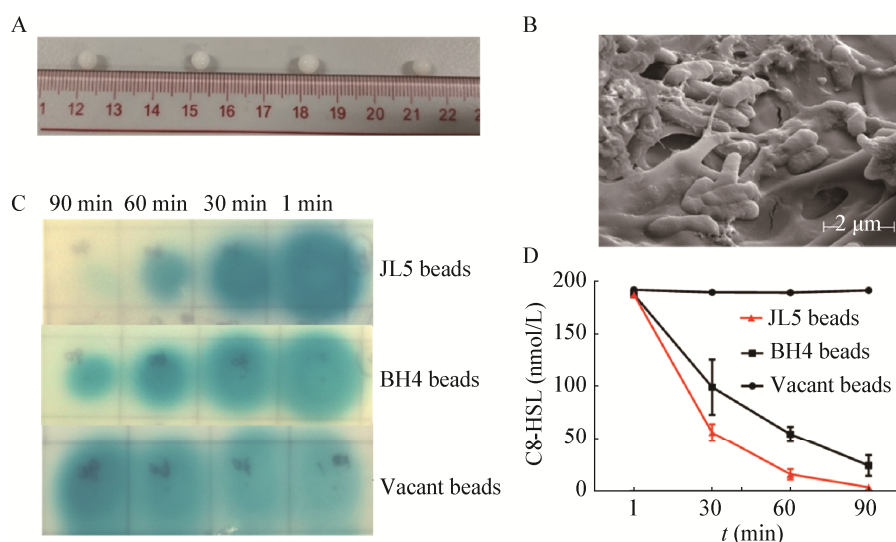 A
12 13 14 15 16 17 18 19 20 21 22
B
2 μm
C
90 min 60 min 30 min 1 min
JL5 beads
BH4 beads
Vacant beads
D
C8-HSL (nmol/L)
200
150
100
50
0
JL5 beads
BH4 beads
Vacant beads
1 30 60 90
t (min)